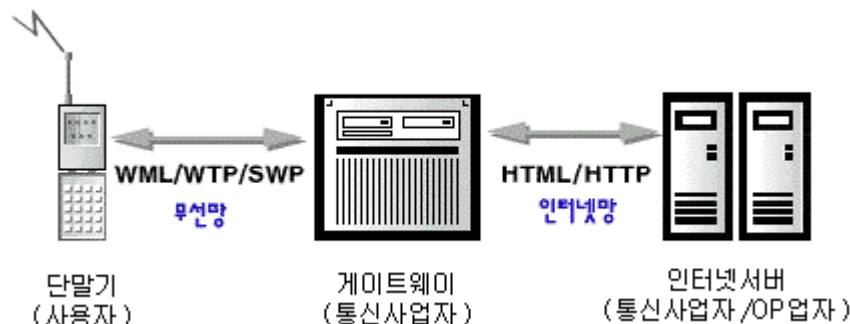 WML/WTP/SWP
무선망
HTML/HTTP
인터넷망
단말기
(사용자)
게이트웨이
(통신사업자)
인터넷서버
(통신사업자/OP업자)